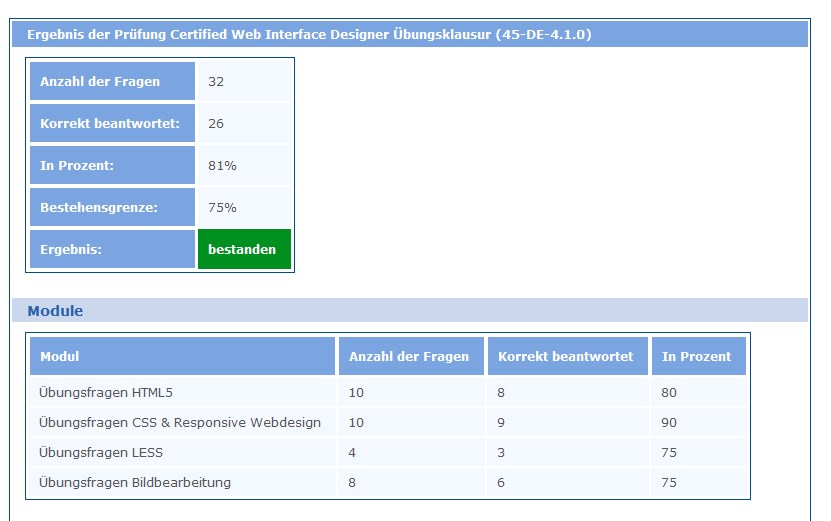 Ergebnis der Prüfung Certified Web Interface Designer Übungsklausur (45-DE-4.1.0)
Anzahl der Fragen 32
Korrekt beantwortet: 26
In Prozent: 81%
Bestehensgrenze: 75%
Ergebnis: bestanden
Module
Modul Anzahl der Fragen Korrekt beantwortet In Prozent
Übungsfragen HTML5 10 8 80
Übungsfragen CSS & Responsive Webdesign 10 9 90
Übungsfragen LESS 4 3 75
Übungsfragen Bildbearbeitung 8 6 75